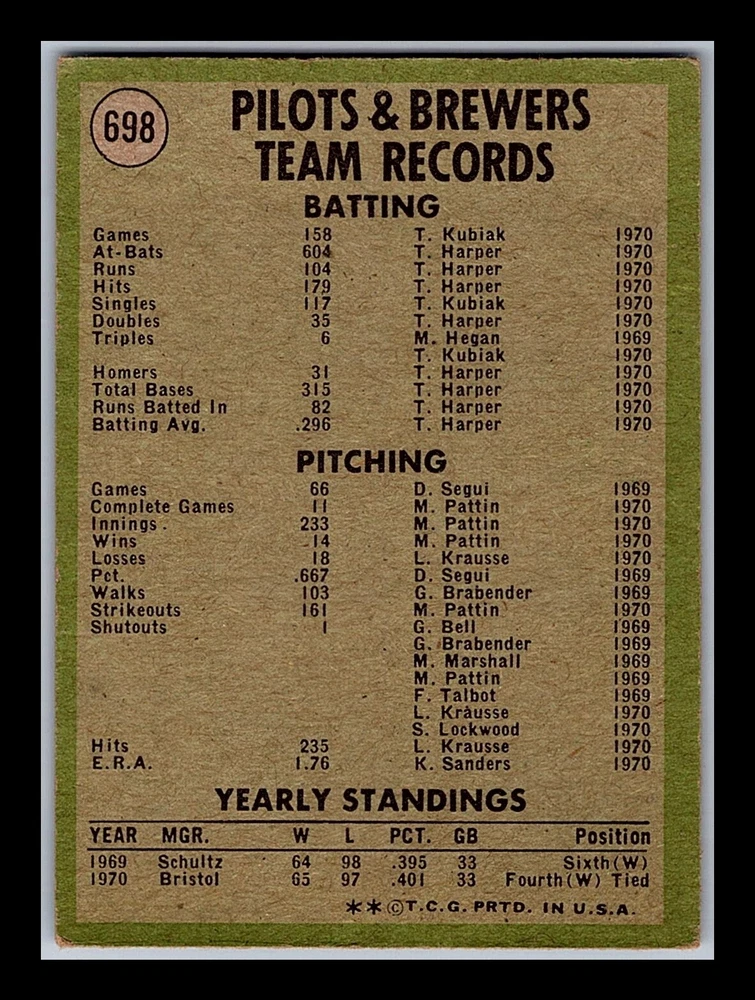 698
PILOTS & BREWERS
TEAM RECORDS
BATTING
Games 158 T. Kubiak 1970
At-Bats 604 T. Harper 1970
Runs 104 T. Harper 1970
Hits 179 T. Harper 1970
Singles 117 T. Kubiak 1970
Doubles 35 T. Harper 1970
Triples 6 M. Hegan 1969
T. Kubiak 1970
Homers 31 T. Harper 1970
Total Bases 315 T. Harper 1970
Runs Batted In 82 T. Harper 1970
Batting Avg. .296 T. Harper 1970
PITCHING
Games 66 D. Segui 1969
Complete Games 11 M. Pattin 1970
Innings. 233 M. Pattin 1970
Wins 14 M. Pattin 1970
Losses 18 L. Krausse 1970
Pct. .667 D. Segui 1969
Walks 103 G. Brabender 1969
Strikeouts 161 M. Pattin 1970
Shutouts 1 G. Bell 1969
G. Brabender 1969
M. Marshall 1969
M. Pattin 1969
F. Talbot 1969
L. Krausse 1970
S. Lockwood 1970
Hits 235 L. Krausse 1970
E.R.A. 1.76 K. Sanders 1970
YEARLY STANDINGS
YEAR MGR. W L PCT. GB Position
1969 Schultz 64 98 .395 33 Sixth(W)
1970 Bristol 65 97 .401 33 Fourth(W) Tied
**©T.C.G. PRTD. IN U.S.A.